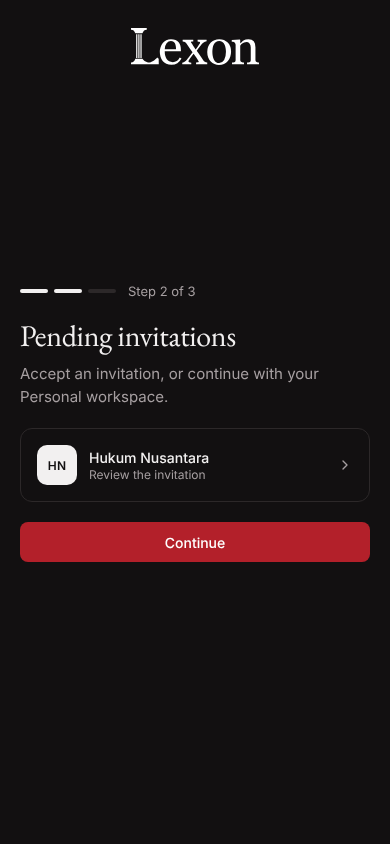 Lexon
Step 2 of 3
Pending invitations
Accept an invitation, or continue with your
Personal workspace.
HN
Hukum Nusantara
Review the invitation
Continue